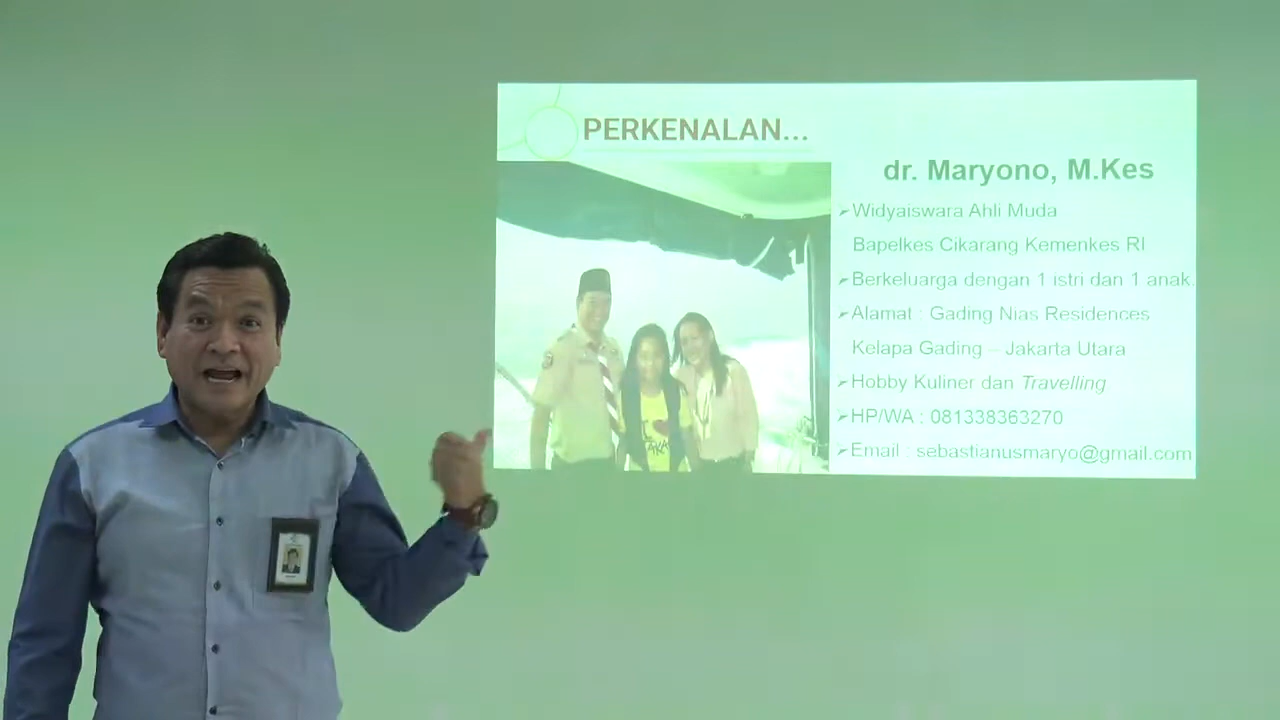 PERKENALAN...
dr. Maryono, M.Kes
➢Widyaiswara Ahli Muda
Bapelkes Cikarang Kemenkes RI
➢Berkeluarga dengan 1 istri dan 1 anak.
➢Alamat : Gading Nias Residences
Kelapa Gading – Jakarta Utara
➢Hobby Kuliner dan Travelling
➢HP/WA : 081338363270
➢Email : sebastianusmaryo@gmail.com